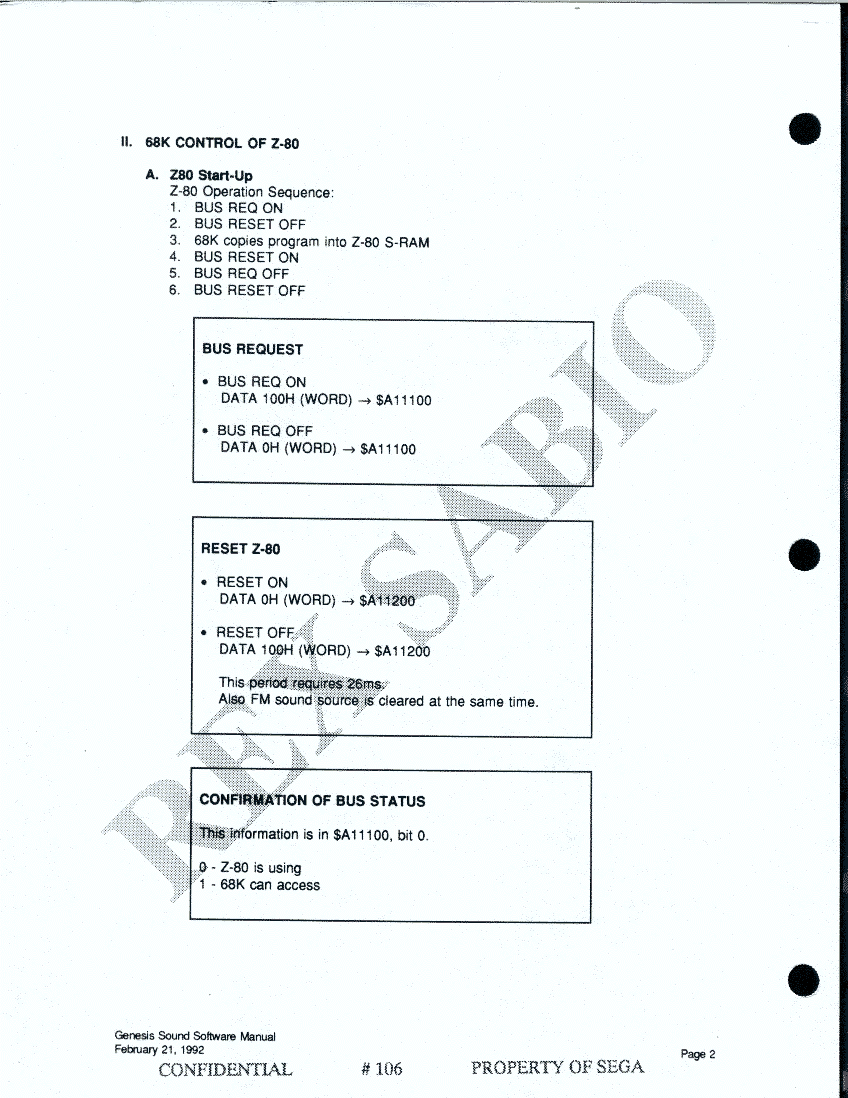 II. 68K CONTROL OF Z-80
A. Z80 Start-Up
Z-80 Operation Sequence:
1. BUS REQ ON
2. BUS RESET OFF
3. 68K copies program into Z-80 S-RAM
4. BUS RESET ON
5. BUS REQ OFF
6. BUS RESET OFF
BUS REQUEST
• BUS REQ ON
DATA 100H (WORD) → $A11100
• BUS REQ OFF
DATA 0H (WORD) → $A11100
RESET Z-80
• RESET ON
DATA 0H (WORD) → $A11200
• RESET OFF
DATA 100H (WORD) → $A11200
This period requires 26ms.
Also FM sound source is cleared at the same time.
CONFIRMATION OF BUS STATUS
This information is in $A11100, bit 0.
0 - Z-80 is using
1 - 68K can access
REX SABIO
Genesis Sound Software Manual
February 21, 1992
Page 2
CONFIDENTIAL # 106 PROPERTY OF SEGA